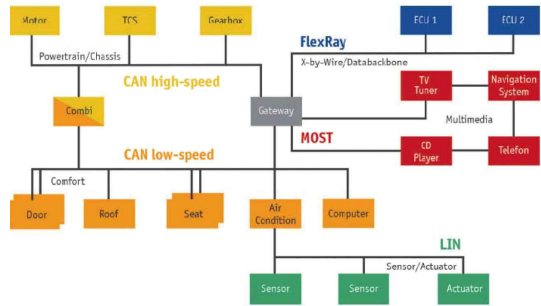 Motor
TCS
Gearbox
ECU 1
ECU 2
FlexRay
Powertrain/Chassis
X-by-Wire/Databackbone
CAN high-speed
TV
Tuner
Navigation
System
Combi
Gateway
Multimedia
MOST
CAN low-speed
CD
Player
Telefon
Comfort
Door
Roof
Seat
Air
Condition
Computer
LIN
Sensor/Actuator
Sensor
Sensor
Actuator